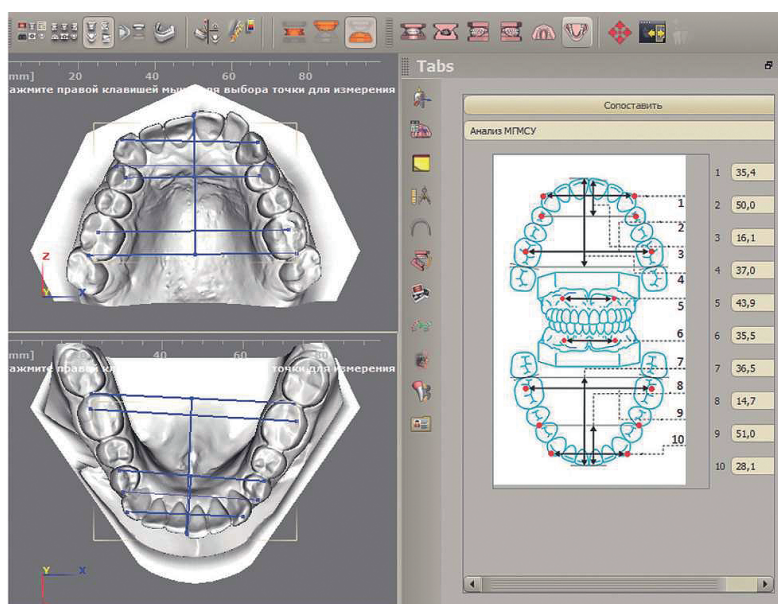 Tabs
mm] 20 40 60 80
ажмите правой клавишей мыши для выбора точки для измерения
Сопоставить
Анализ МГМСУ
1 35,4
2 50,0
3 16,1
4 37,0
5 43,9
6 35,5
7 36,5
8 14,7
9 51,0
10 28,1
1
2
3
4
5
6
7
8
9
10
Z
Y X
mm] 20 40 60 80
ажмите правой кл точки для измерения
Y X